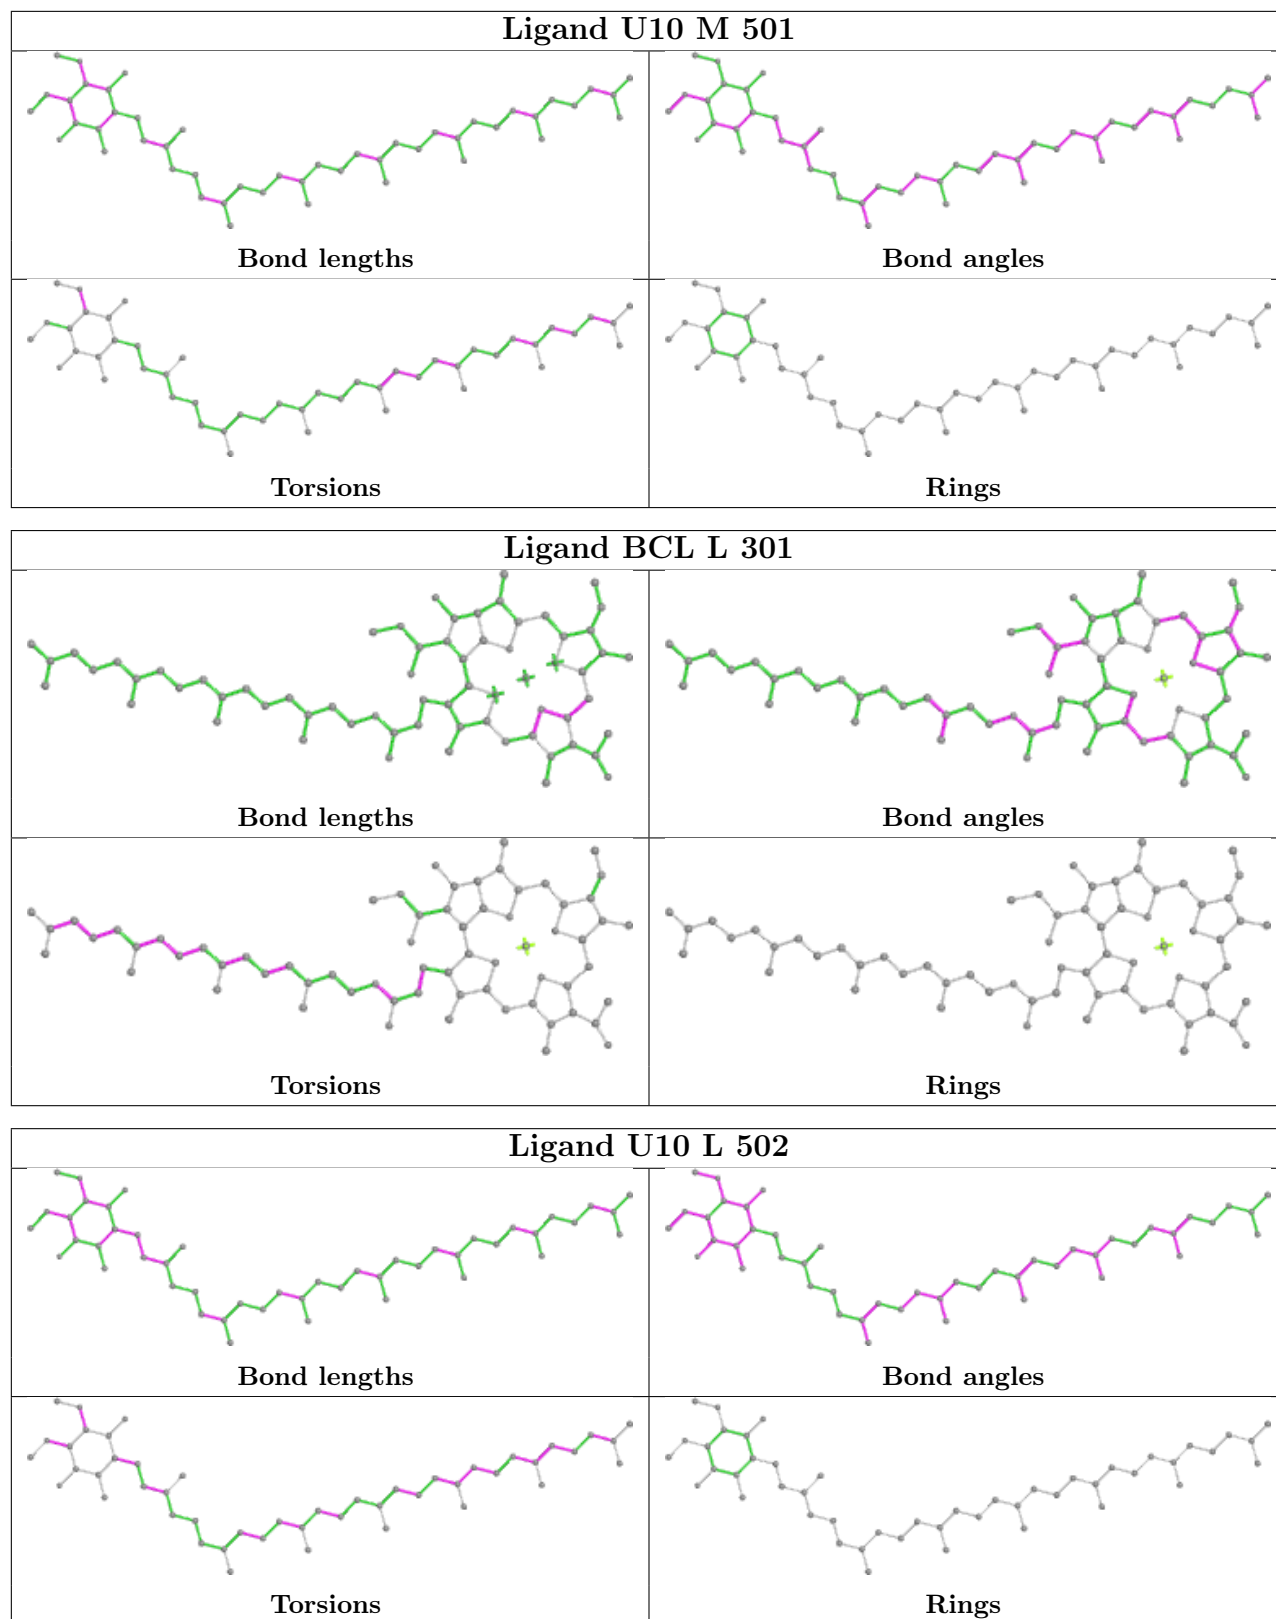 Ligand U10 M 501
Bond lengths
Bond angles
Torsions
Rings
Ligand BCL L 301
Bond lengths
Bond angles
Torsions
Rings
Ligand U10 L 502
Bond lengths
Bond angles
Torsions
Rings